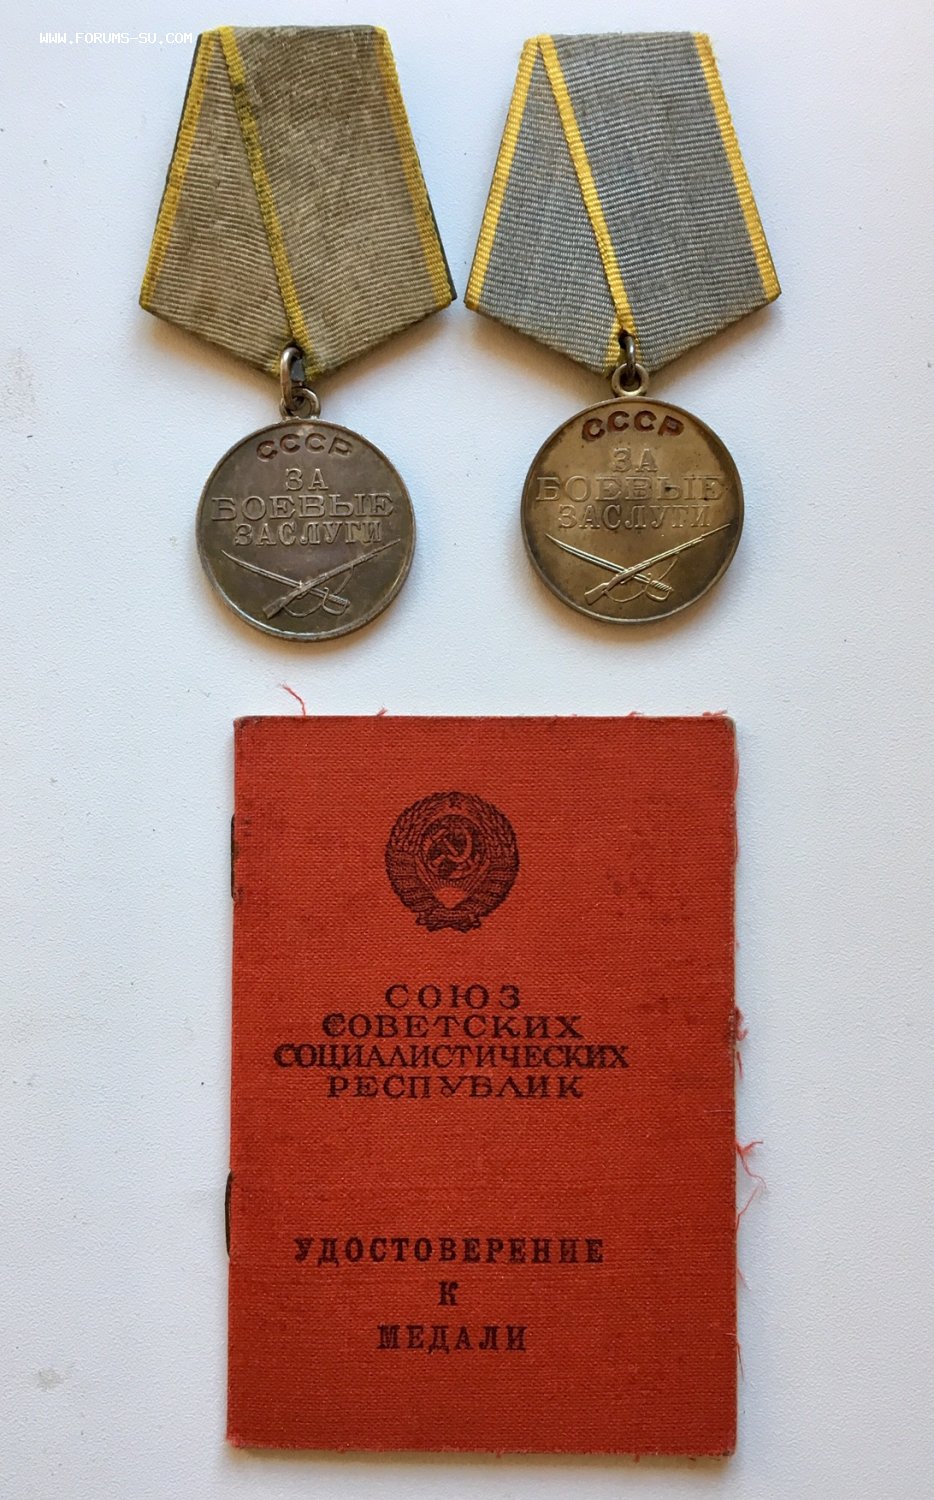 WWW.FORUMS-SU.COM
СССР
ЗА
БОЕВЫЕ
ЗАСЛУГИ
СССР
ЗА
БОЕВЫЕ
ЗАСЛУГИ
СОЮЗ
СОВЕТСКИХ
СОЦИАЛИСТИЧЕСКИХ
РЕСПУБЛИК
УДОСТОВЕРЕНИЕ
К
МЕДАЛИ